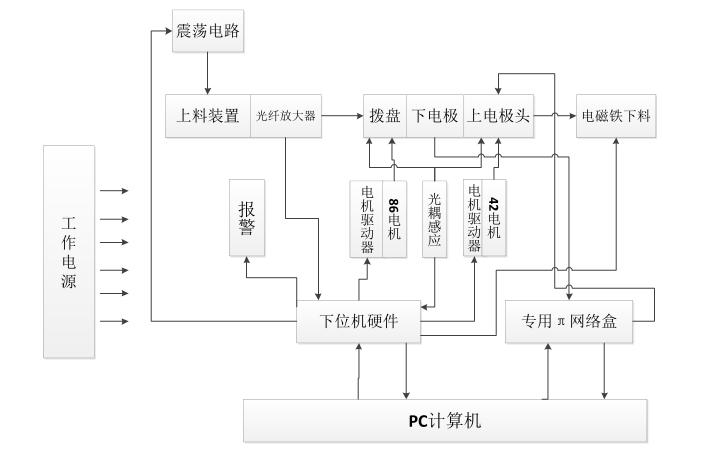 震荡电路
上料装置
光纤放大器
拨盘
下电极
上电极头
电磁铁下料
工作电源
报警
电机驱动器
86电机
光耦感应
电机驱动器
42电机
下位机硬件
专用π网络盒
PC计算机